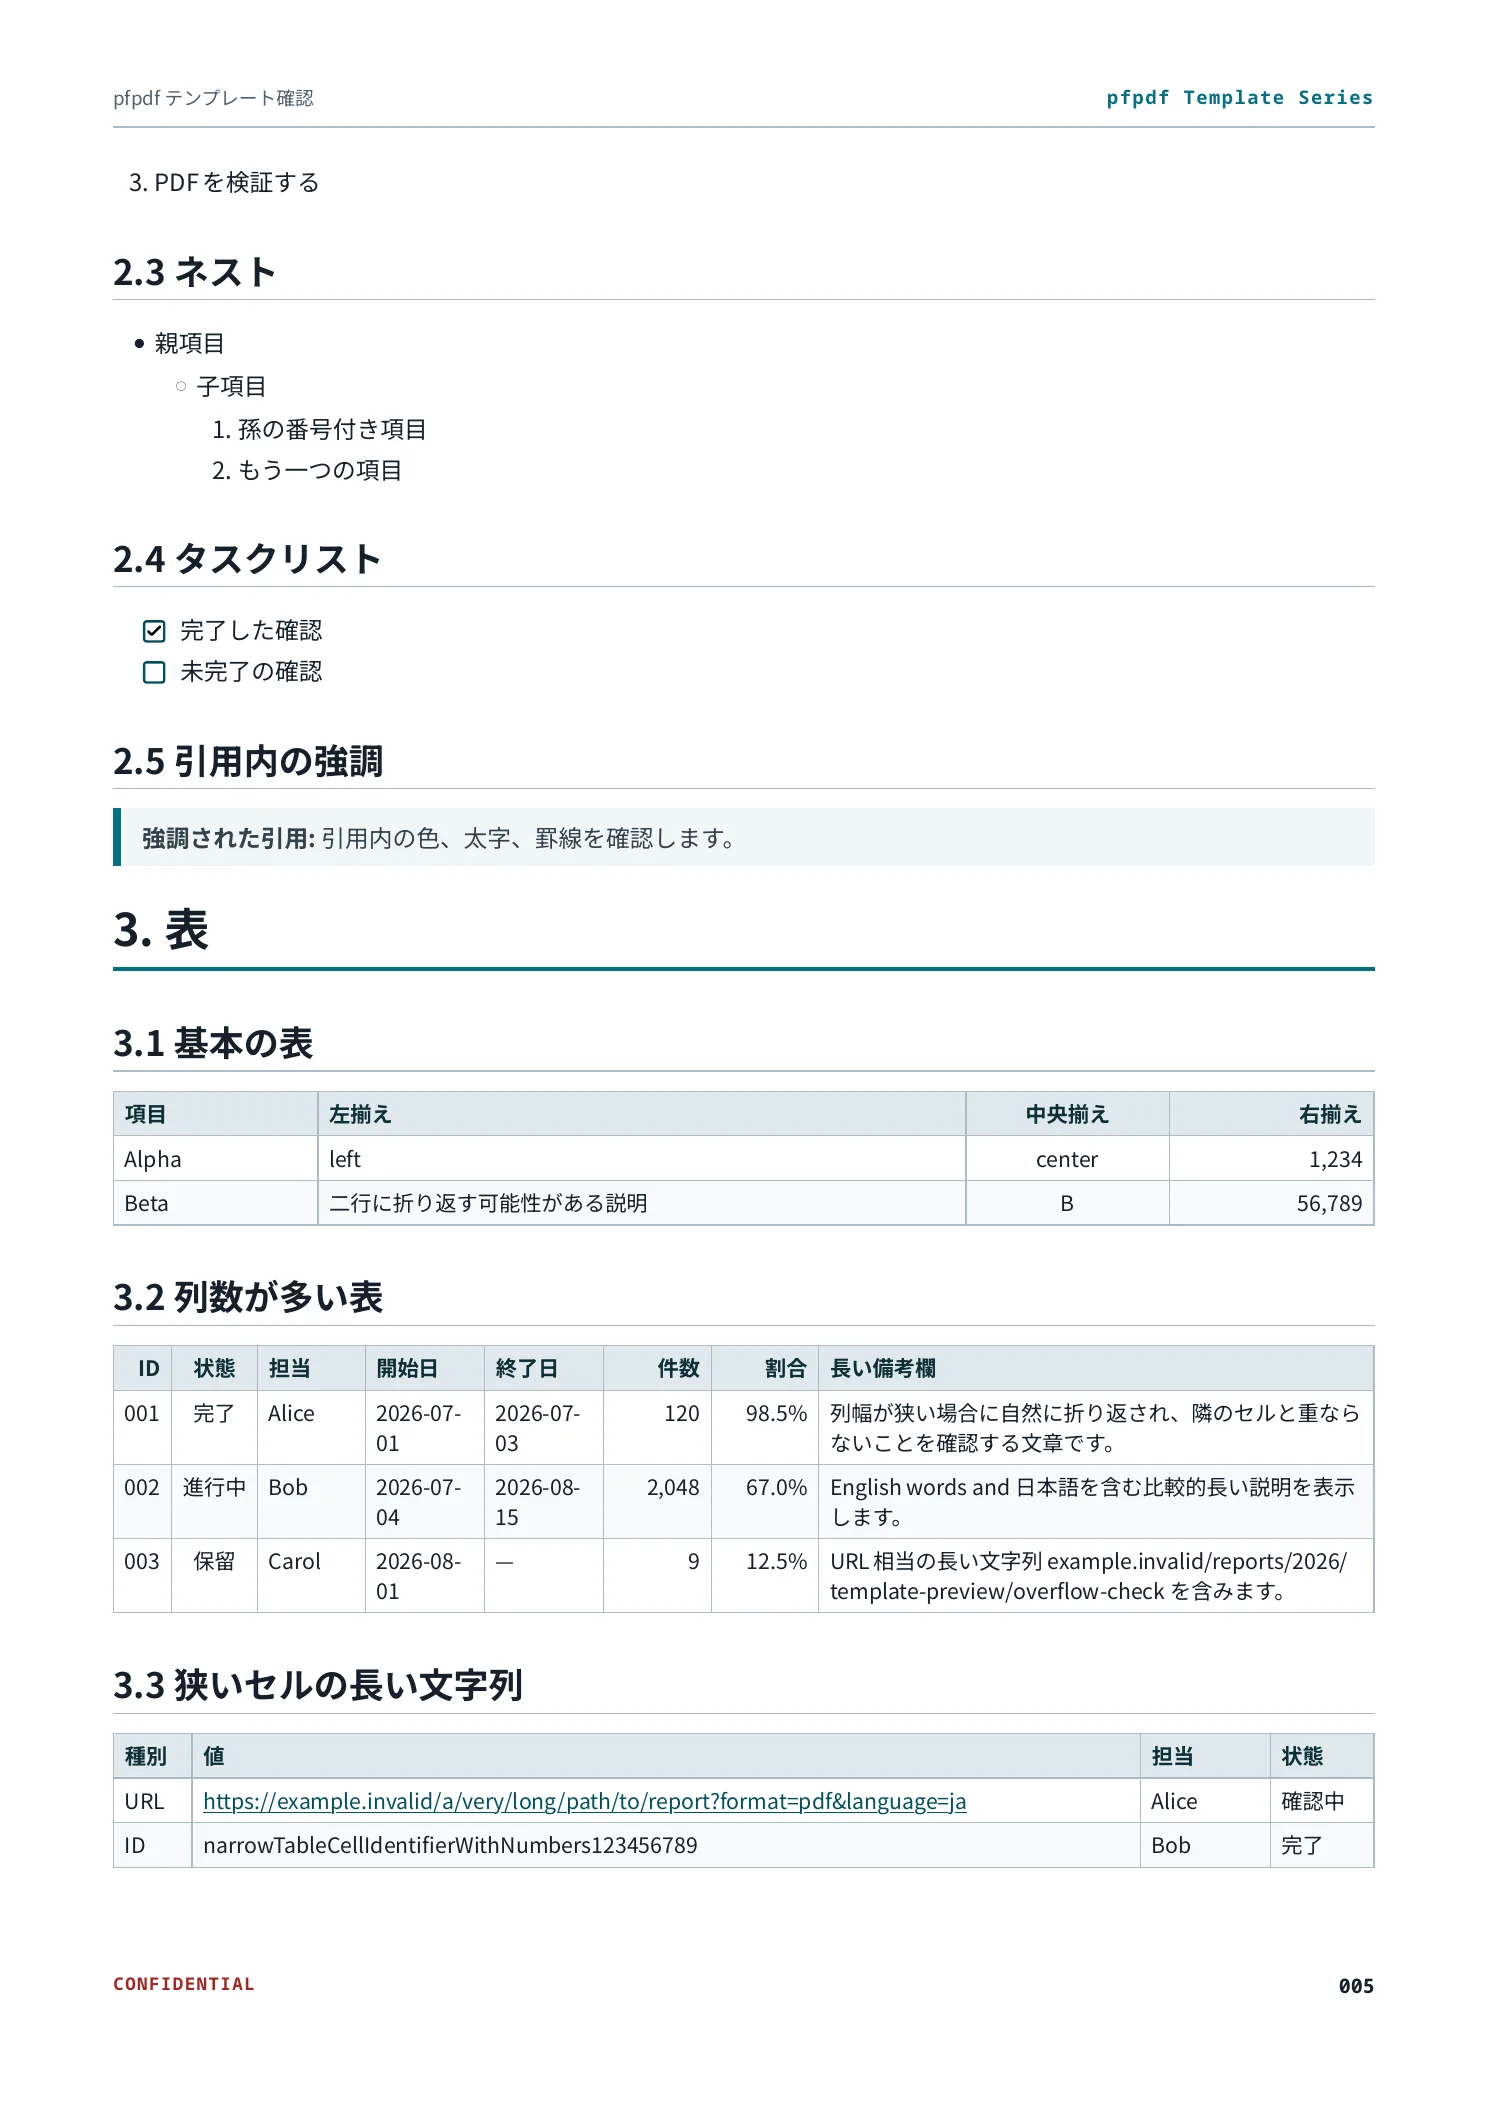 pfpdf テンプレート確認
pfpdf Template Series
3. PDFを検証する
2.3 ネスト
• 親項目
○ 子項目
1. 孫の番号付き項目
2. もう一つの項目
2.4 タスクリスト
完了した確認
未完了の確認
2.5 引用内の強調
強調された引用: 引用内の色、太字、罫線を確認します。
3. 表
3.1 基本の表
項目 左揃え 中央揃え 右揃え
Alpha left center 1,234
Beta 二行に折り返す可能性がある説明 B 56,789
3.2 列数が多い表
ID 状態 担当 開始日 終了日 件数 割合 長い備考欄
001 完了 Alice 2026-07- 2026-07- 120 98.5% 列幅が狭い場合に自然に折り返され、隣のセルと重なら
01 03 ないことを確認する文章です。
002 進行中 Bob 2026-07- 2026-08- 2,048 67.0% English words and 日本語を含む比較的長い説明を表示
04 15 します。
003 保留 Carol 2026-08- — 9 12.5% URL相当の長い文字列 example.invalid/reports/2026/
01 template-preview/overflow-check を含みます。
3.3 狭いセルの長い文字列
種別 値 担当 状態
URL https://example.invalid/a/very/long/path/to/report?format=pdf&language=ja Alice 確認中
ID narrowTableCellIdentifierWithNumbers123456789 Bob 完了
CONFIDENTIAL
005